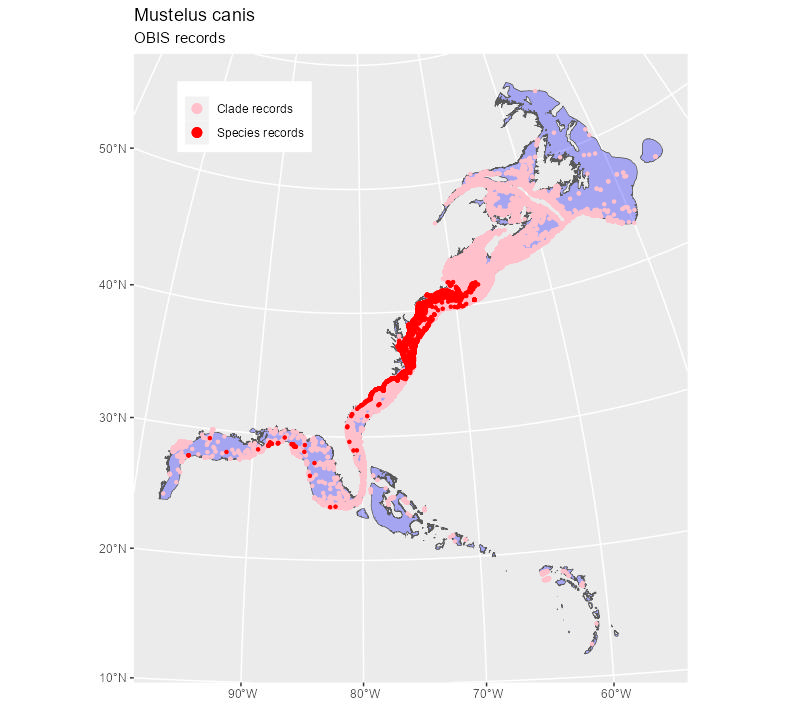 Mustelus canis
OBIS records
Clade records
Species records
50°N
40°N
30°N
20°N
10°N
90°W
80°W
70°W
60°W